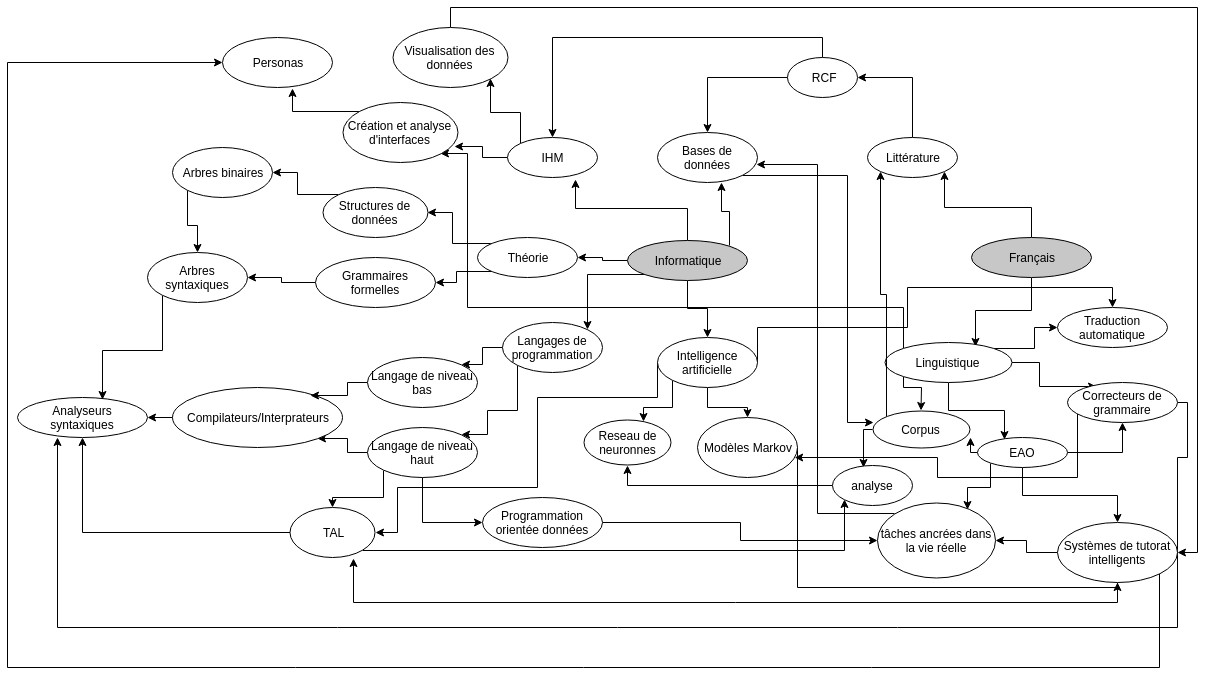 Visualisation des
données
Personas
RCF
Création et analyse
d'interfaces
IHM
Bases de
données
Littérature
Arbres binaires
Structures de
données
Théorie
Informatique
Français
Arbres
syntaxiques
Grammaires
formelles
Traduction
automatique
Langages de
programmation
Intelligence
artificielle
Linguistique
Langage de niveau
bas
Correcteurs de
grammaire
Analyseurs
syntaxiques
Compilateurs/Interprateurs
Corpus
Langage de niveau
haut
Reseau de
neuronnes
Modèles Markov
EAO
analyse
Programmation
orientée données
TAL
tâches ancrées dans
la vie réelle
Systèmes de tutorat
intelligents